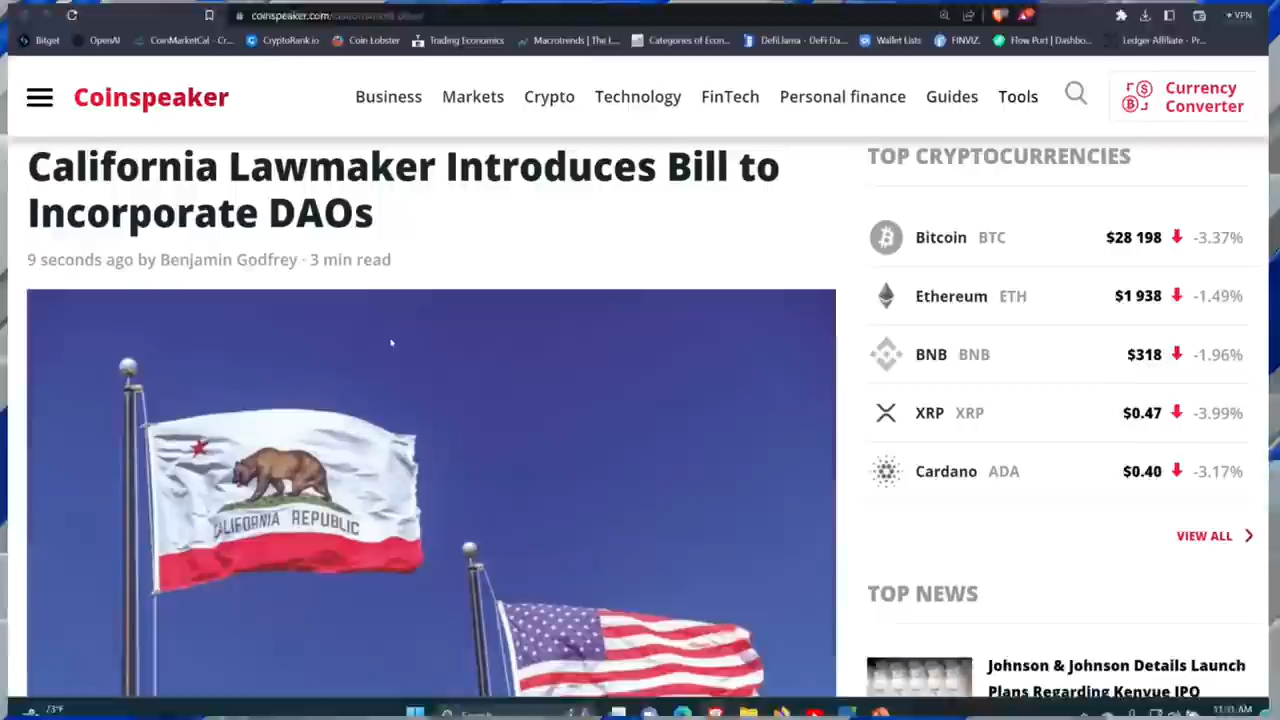 coinspeaker.com
VPN
Bitget
OpenAI
CoinMarketCal - Cr...
CryptoRank.io
Coin Lobster
Trading Economics
Macrotrends | The L...
Categories of Econ...
DefiLlama - DeFi Da...
Wallet Lists
FINVIZ
Flow Port | Dashbo...
Ledger Affiliate - Pr...
Coinspeaker
Business
Markets
Crypto
Technology
FinTech
Personal finance
Guides
Tools
Currency
Converter
California Lawmaker Introduces Bill to
Incorporate DAOs
9 seconds ago by Benjamin Godfrey · 3 min read
CALIFORNIA REPUBLIC
TOP CRYPTOCURRENCIES
Bitcoin BTC $28 198 -3.37%
Ethereum ETH $1 938 -1.49%
BNB BNB $318 -1.96%
XRP XRP $0.47 -3.99%
Cardano ADA $0.40 -3.17%
VIEW ALL
TOP NEWS
Johnson & Johnson Details Launch
Plans Regarding Kenvue IPO
73°F
Search